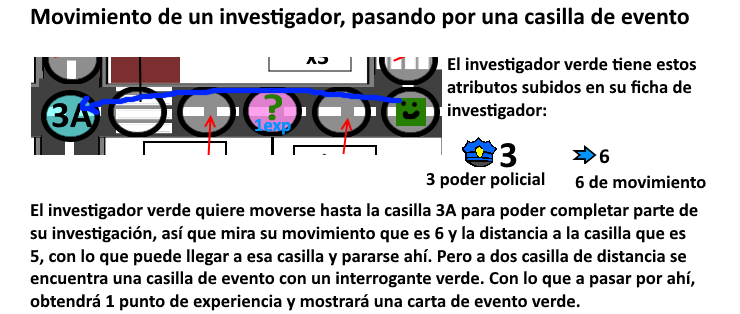 Movimiento de un investigador, pasando por una casilla de evento
x3
El investigador verde tiene estos
atributos subidos en su ficha de
investigador:
3A
?
1exp
3
6
3 poder policial
6 de movimiento
El investigador verde quiere moverse hasta la casilla 3A para poder completar parte de
su investigación, así que mira su movimiento que es 6 y la distancia a la casilla que es
5, con lo que puede llegar a esa casilla y pararse ahí. Pero a dos casilla de distancia se
encuentra una casilla de evento con un interrogante verde. Con lo que a pasar por ahí,
obtendrá 1 punto de experiencia y mostrará una carta de evento verde.